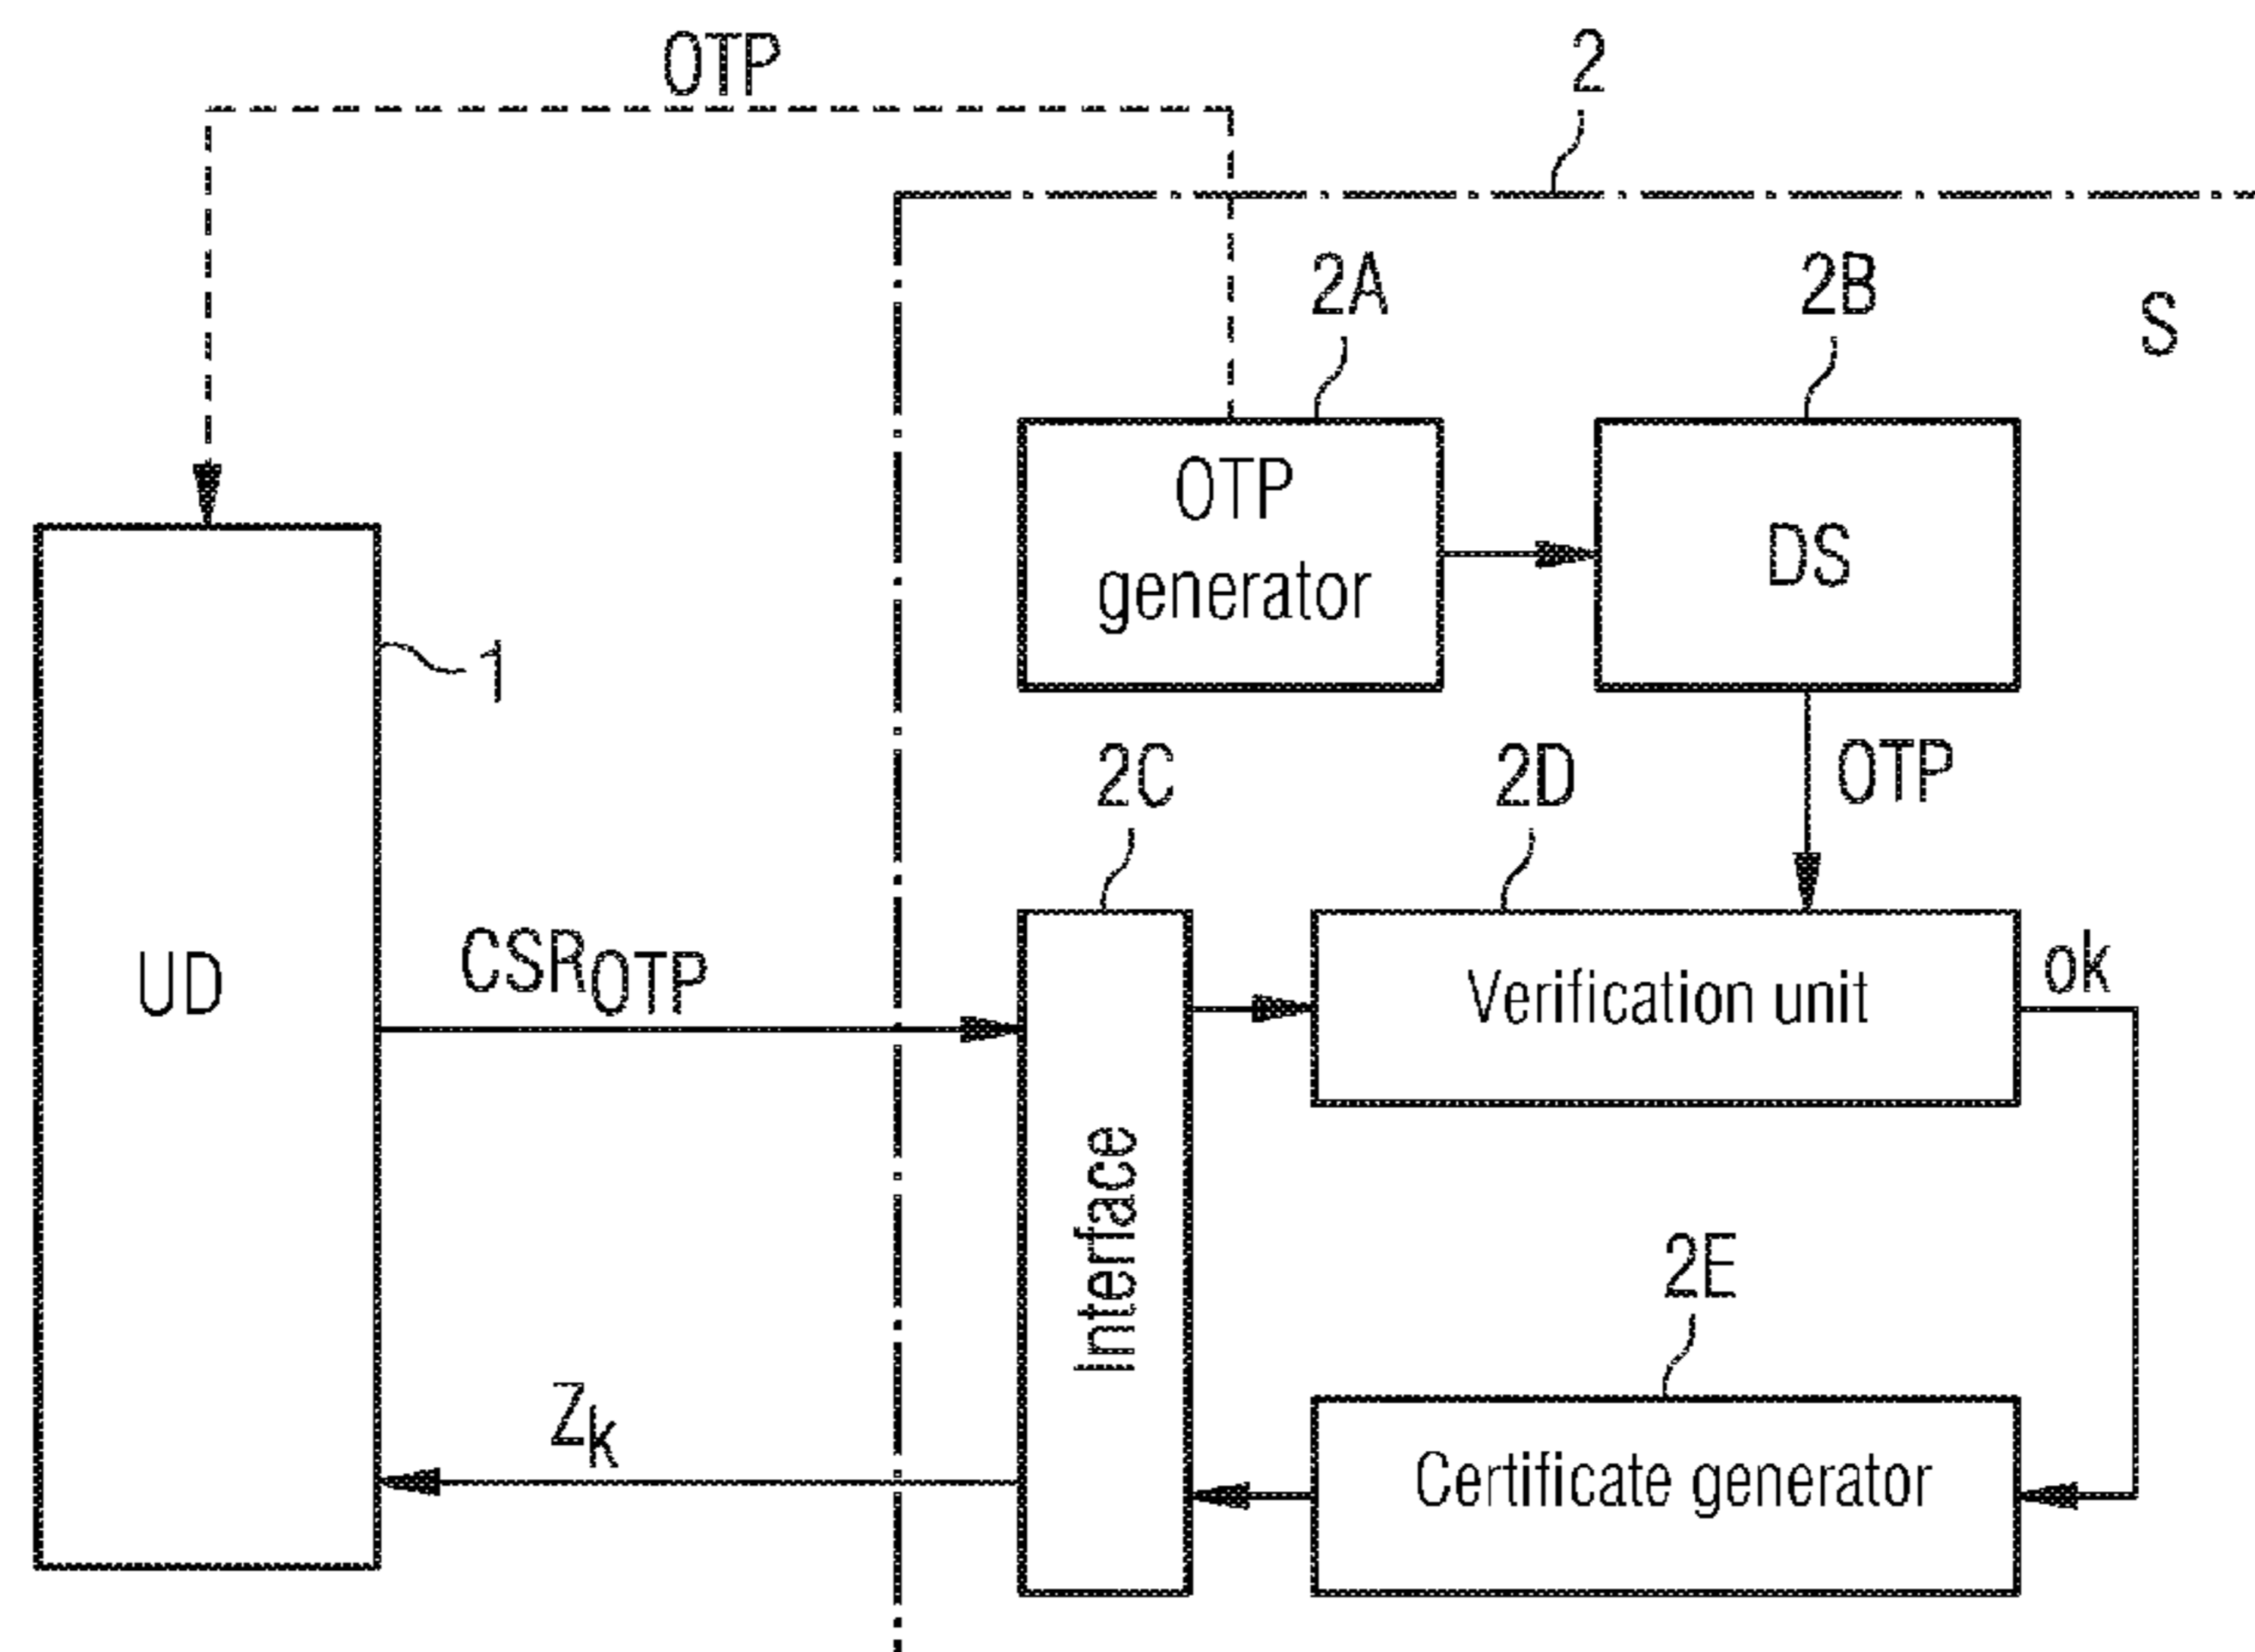 OTP
2
2A
2B
S
OTP
generator
DS
1
2C
2D
OTP
UD
CSROTP
Verification unit
ok
Interface
2E
Zk
Certificate generator